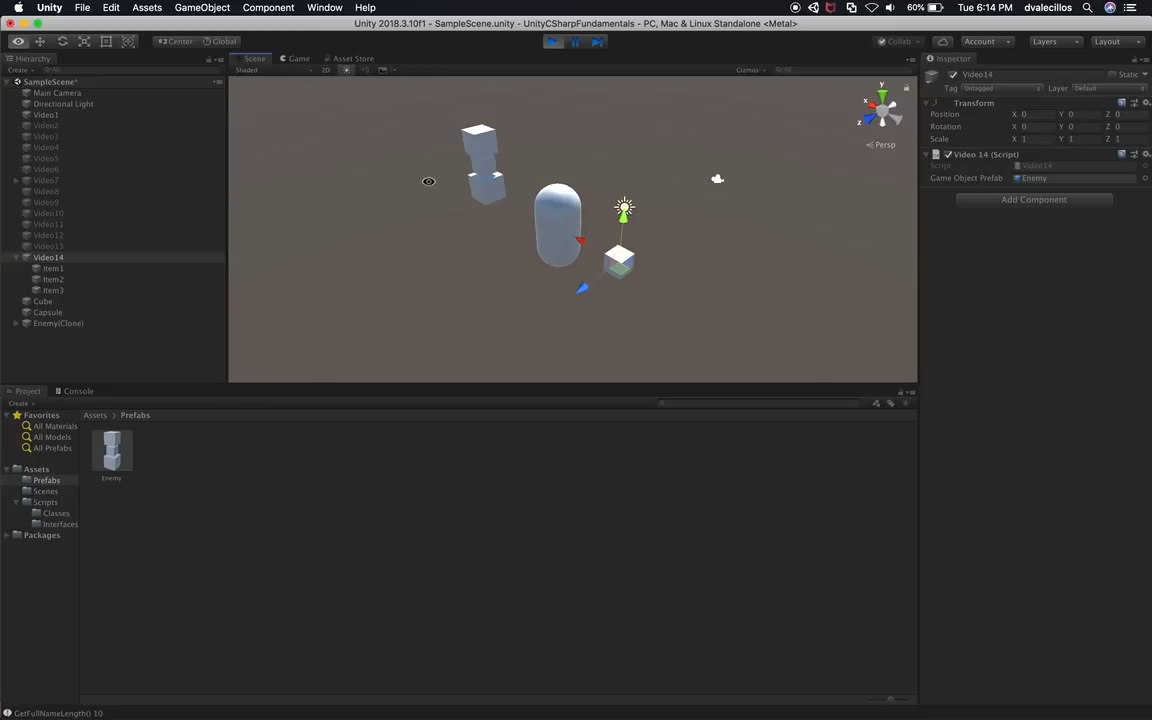 Unity File Edit Assets GameObject Component Window Help 60% Tue 6:14 PM dvalecillos
Unity 2018.3.10f1 - SampleScene.unity - UnityCSharpFundamentals - PC, Mac & Linux Standalone <Metal>
Center Global Collab Account Layers Layout
Hierarchy Scene Game Asset Store Inspector
Create Shaded 2D Gizmos
Video14 Static
Tag Untagged Layer Default
SampleScene*
Main Camera
Directional Light
Video1
Video2
Video3
Video4
Video5
Video6
Video7
Video8
Video9
Video10
Video11
Video12
Video13
Video14
Item1
Item2
Item3
Cube
Capsule
Enemy(Clone)
y
x
z
Persp
Transform
Position X 0 Y 0 Z 0
Rotation X 0 Y 0 Z 0
Scale X 1 Y 1 Z 1
Video 14 (Script)
Script Video14
Game Object Prefab Enemy
Add Component
Project Console
Create
Favorites
All Materials
All Models
All Prefabs
Assets
Prefabs
Scenes
Scripts
Classes
Interfaces
Packages
Assets > Prefabs
Enemy
GetFullNameLength() 10